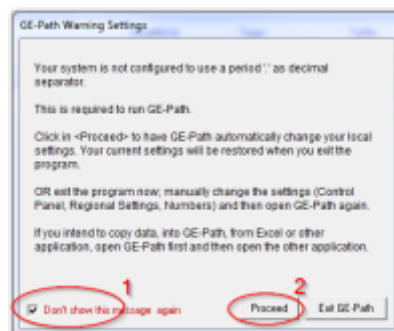 GE-Path Warning Settings
Your system is not configured to use a period '.' as decimal
separator.
This is required to run GE-Path.
Click in <Proceed> to have GE-Path automatically change your local
settings. Your current settings will be restored when you exit the
program.
OR exit the program now, manually change the settings (Control
Panel, Regional Settings, Numbers) and then open GE-Path again.
If you intend to copy data, into GE-Path, from Excel or other
application, open GE-Path first and then open the other application.
1
2
Don't show this message again
Proceed
Exit GE-Path